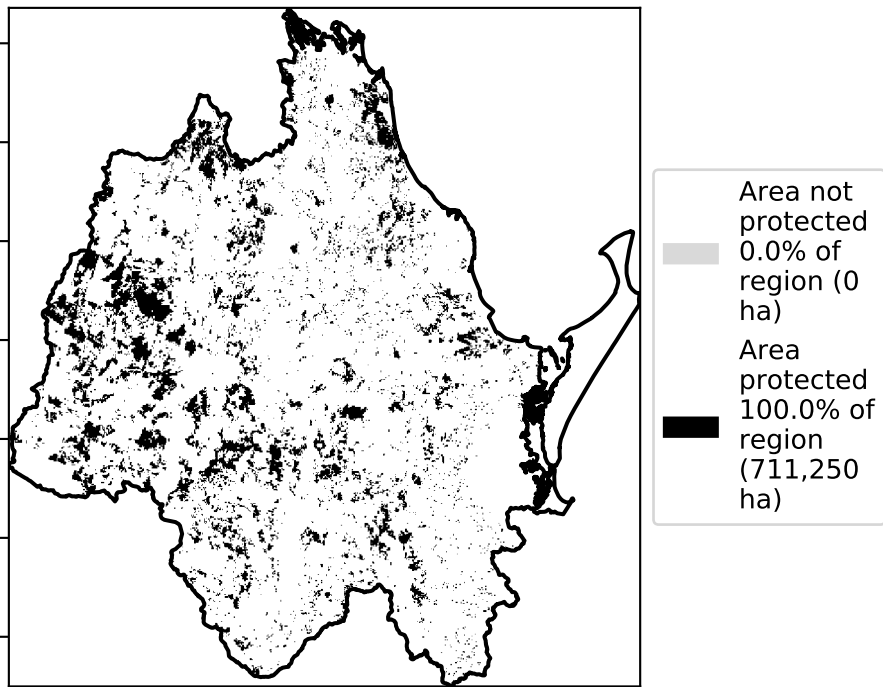 Area not
protected
0.0% of
region (0
ha)
Area
protected
100.0% of
region
(711,250
ha)